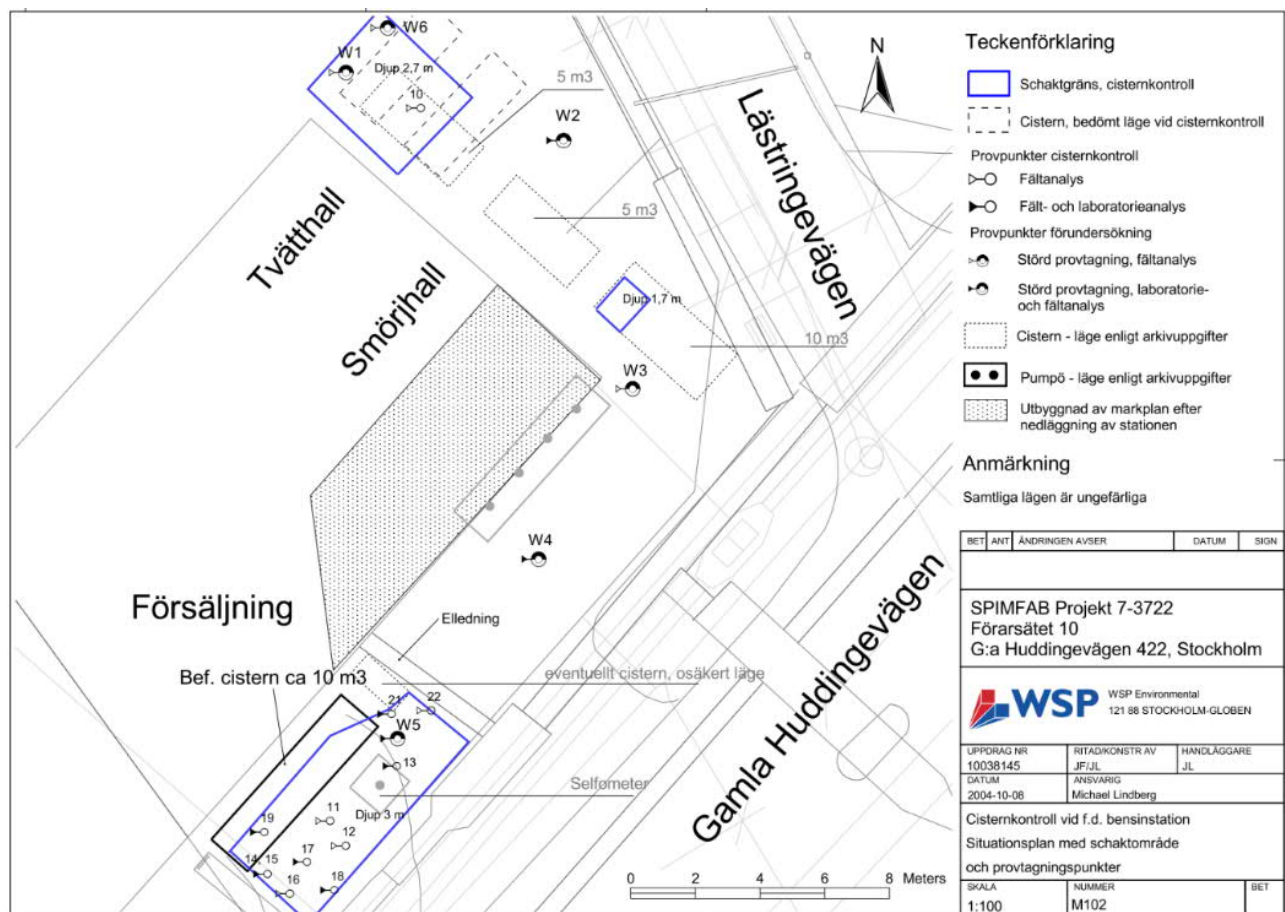 W6
W1
Djup 2,7 m
10
5 m3
W2
N
Lästringevägen
5 m3
Tvätthall
Smörjhall
Djup 1,7 m
10 m3
W3
W4
Försäljning
Elledning
Bef. cistern ca 10 m3
eventuellt cistern, osäkert läge
21
22
W5
13
Selfometer
Djup 3 m
11
19
12
17
14, 15
16
18
Gamla Huddingevägen
0 2 4 6 8 Meters
Teckenförklaring
Schaktgräns, cisternkontroll
Cistern, bedömt läge vid cisternkontroll
Provpunkter cisternkontroll
Fältanalys
Fält- och laboratorieanalys
Provpunkter förundersökning
Störd provtagning, fältanalys
Störd provtagning, laboratorie-
och fältanalys
Cistern - läge enligt arkivuppgifter
Pumpö - läge enligt arkivuppgifter
Utbyggnad av markplan efter
nedläggning av stationen
Anmärkning
Samtliga lägen är ungefärliga
BET ANT ÄNDRINGEN AVSER DATUM SIGN
SPIMFAB Projekt 7-3722
Förarsätet 10
G:a Huddingevägen 422, Stockholm
WSP
WSP Environmental
121 88 STOCKHOLM-GLOBEN
UPPDRAG NR RITAD/KONSTR AV HANDLÄGGARE
10038145 JF/JL JL
DATUM ANSVARIG
2004-10-08 Michael Lindberg
Cisternkontroll vid f.d. bensinstation
Situationsplan med schaktområde
och provtagningspunkter
SKALA NUMMER BET
1:100 M102